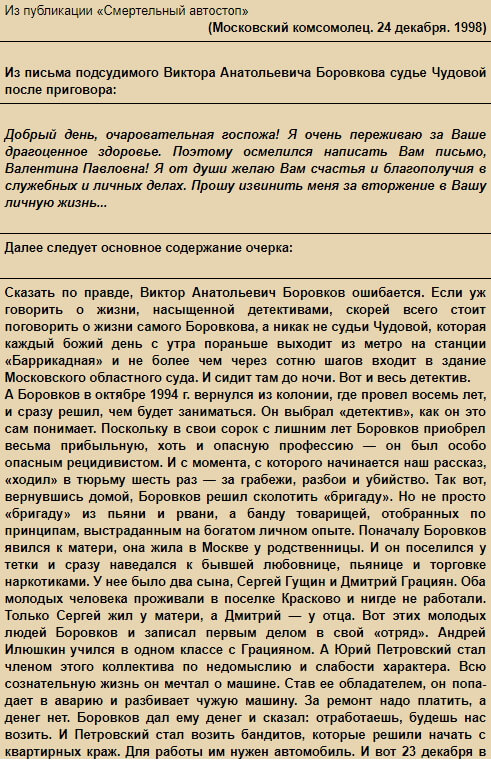 Из публикации «Смертельный автостоп»
(Московский комсомолец. 24 декабря. 1998)
Из письма подсудимого Виктора Анатольевича Боровкова судье Чудовой
после приговора:
Добрый день, очаровательная госпожа! Я очень переживаю за Ваше
драгоценное здоровье. Поэтому осмелился написать Вам письмо,
Валентина Павловна! Я от души желаю Вам счастья и благополучия в
служебных и личных делах. Прошу извинить меня за вторжение в Вашу
личную жизнь...
Далее следует основное содержание очерка:
Сказать по правде, Виктор Анатольевич Боровков ошибается. Если уж
говорить о жизни, насыщенной детективами, скорей всего стоит
поговорить о жизни самого Боровкова, а никак не судьи Чудовой, которая
каждый божий день с утра пораньше выходит из метро на станции
«Баррикадная» и не более чем через сотню шагов входит в здание
Московского областного суда. И сидит там до ночи. Вот и весь детектив.
А Боровков в октябре 1994 г. вернулся из колонии, где провел восемь лет,
и сразу решил, чем будет заниматься. Он выбрал «детектив», как он это
сам понимает. Поскольку в свои сорок с лишним лет Боровков приобрел
весьма прибыльную, хоть и опасную профессию — он был особо
опасным рецидивистом. И с момента, с которого начинается наш рассказ,
«ходил» в тюрьму шесть раз — за грабежи, разбои и убийство. Так вот,
вернувшись домой, Боровков решил сколотить «бригаду». Но не просто
«бригаду» из пьяни и рвани, а банду товарищей, отобранных по
принципам, выстраданным на богатом личном опыте. Поначалу Боровков
явился к матери, она жила в Москве у родственницы. И он поселился у
тетки и сразу наведался к бывшей любовнице, пьянице и торговке
наркотиками. У нее было два сына, Сергей Гущин и Дмитрий Грациян. Оба
молодых человека проживали в поселке Красково и нигде не работали.
Только Сергей жил у матери, а Дмитрий — у отца. Вот этих молодых
людей Боровков и записал первым делом в свой «отряд». Андрей
Илюшкин учился в одном классе с Грацияном. А Юрий Петровский стал
членом этого коллектива по недомыслию и слабости характера. Всю
сознательную жизнь он мечтал о машине. Став ее обладателем, он попа-
дает в аварию и разбивает чужую машину. За ремонт надо платить, а
денег нет. Боровков дал ему денег и сказал: отработаешь, будешь нас
возить. И Петровский стал возить бандитов, которые решили начать с
квартирных краж. Для работы им нужен автомобиль. И вот 23 декабря в